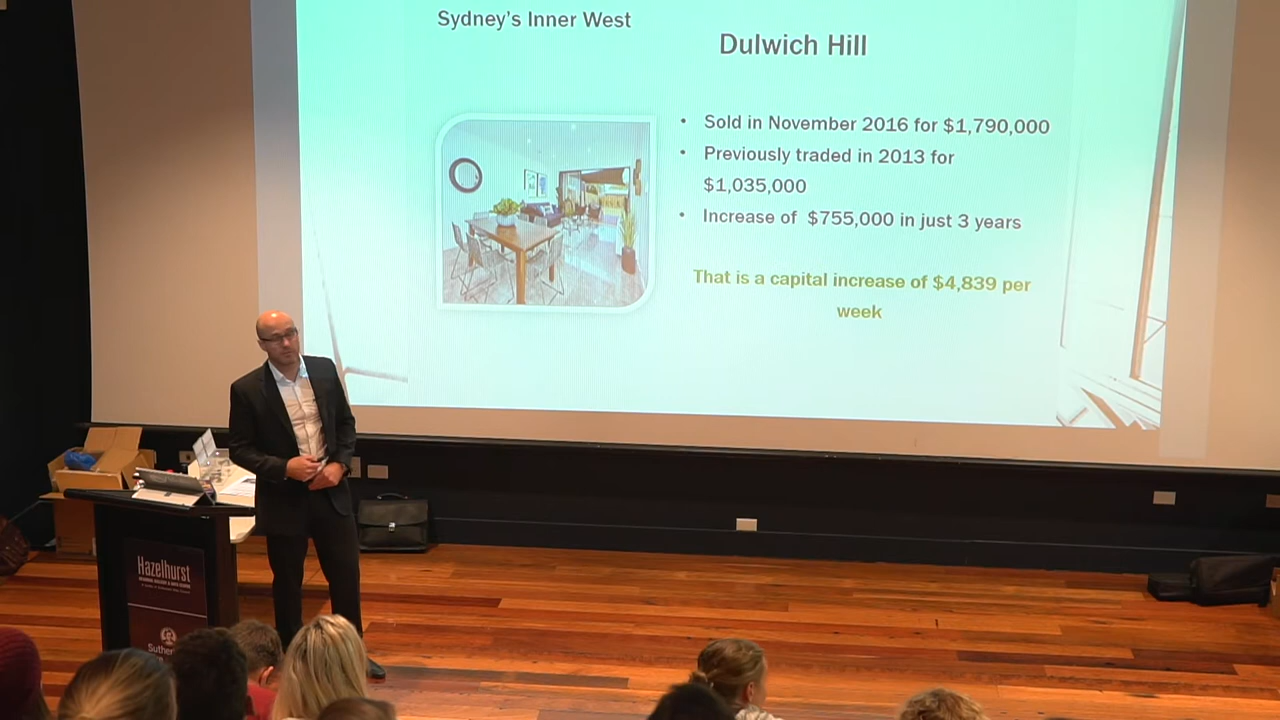 Sydney's Inner West
Dulwich Hill
• Sold in November 2016 for $1,790,000
• Previously traded in 2013 for
$1,035,000
• Increase of $755,000 in just 3 years
That is a capital increase of $4,839 per
week
Hazelhurst